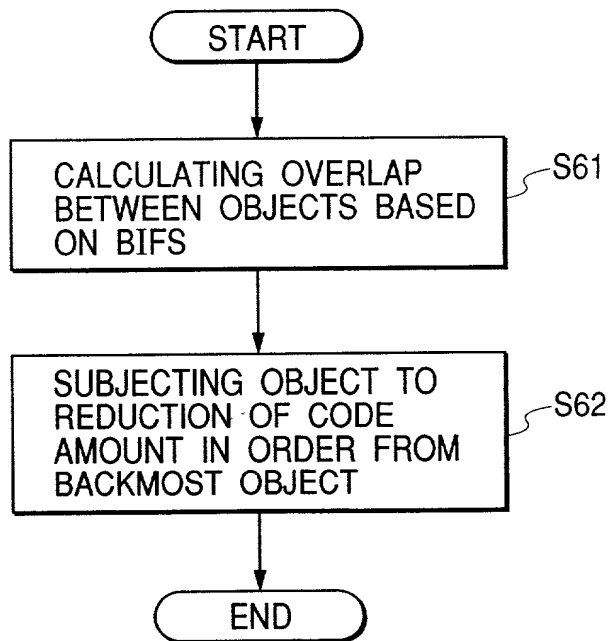 START
CALCULATING OVERLAP
BETWEEN OBJECTS BASED
ON BIFS
S61
SUBJECTING OBJECT TO
REDUCTION OF CODE
AMOUNT IN ORDER FROM
BACKMOST OBJECT
S62
END